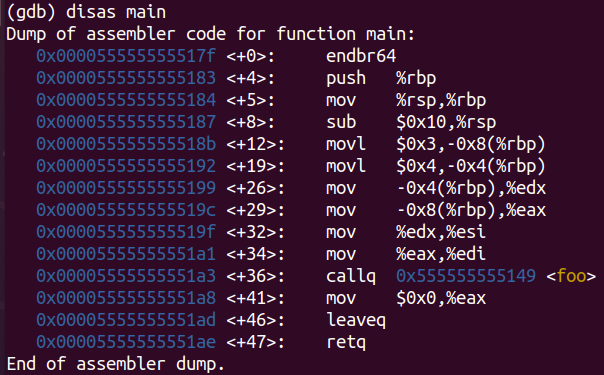 (gdb) disas main
Dump of assembler code for function main:
   0x000055555555517f <+0>:     endbr64
   0x0000555555555183 <+4>:     push   %rbp
   0x0000555555555184 <+5>:     mov    %rsp,%rbp
   0x0000555555555187 <+8>:     sub    $0x10,%rsp
   0x000055555555518b <+12>:    movl   $0x3,-0x8(%rbp)
   0x0000555555555192 <+19>:    movl   $0x4,-0x4(%rbp)
   0x0000555555555199 <+26>:    mov    -0x4(%rbp),%edx
   0x000055555555519c <+29>:    mov    -0x8(%rbp),%eax
   0x000055555555519f <+32>:    mov    %edx,%esi
   0x00005555555551a1 <+34>:    mov    %eax,%edi
   0x00005555555551a3 <+36>:    callq  0x555555555149 <foo>
   0x00005555555551a8 <+41>:    mov    $0x0,%eax
   0x00005555555551ad <+46>:    leaveq
   0x00005555555551ae <+47>:    retq
End of assembler dump.